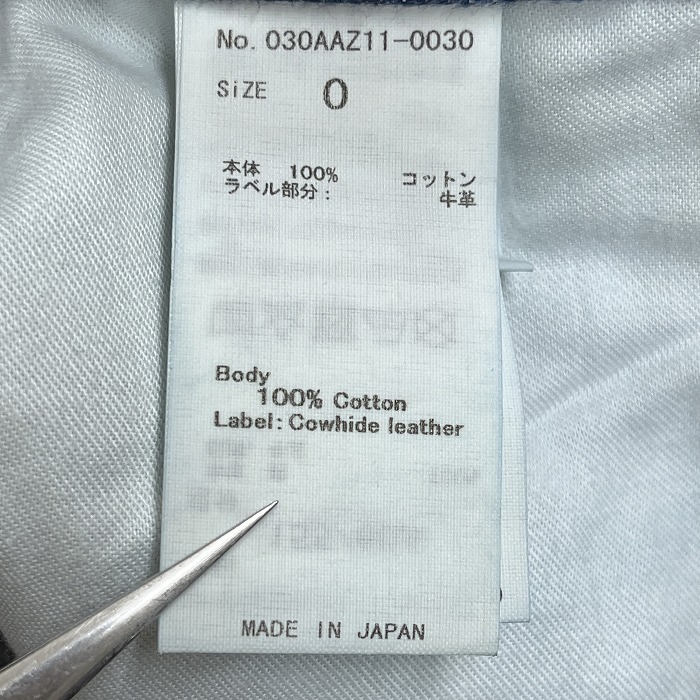 No. 030AAZ11-0030
SiZE 0
本体 100% コットン
ラベル部分: 牛革
Body
100% Cotton
Label: Cowhide leather
MADE IN JAPAN